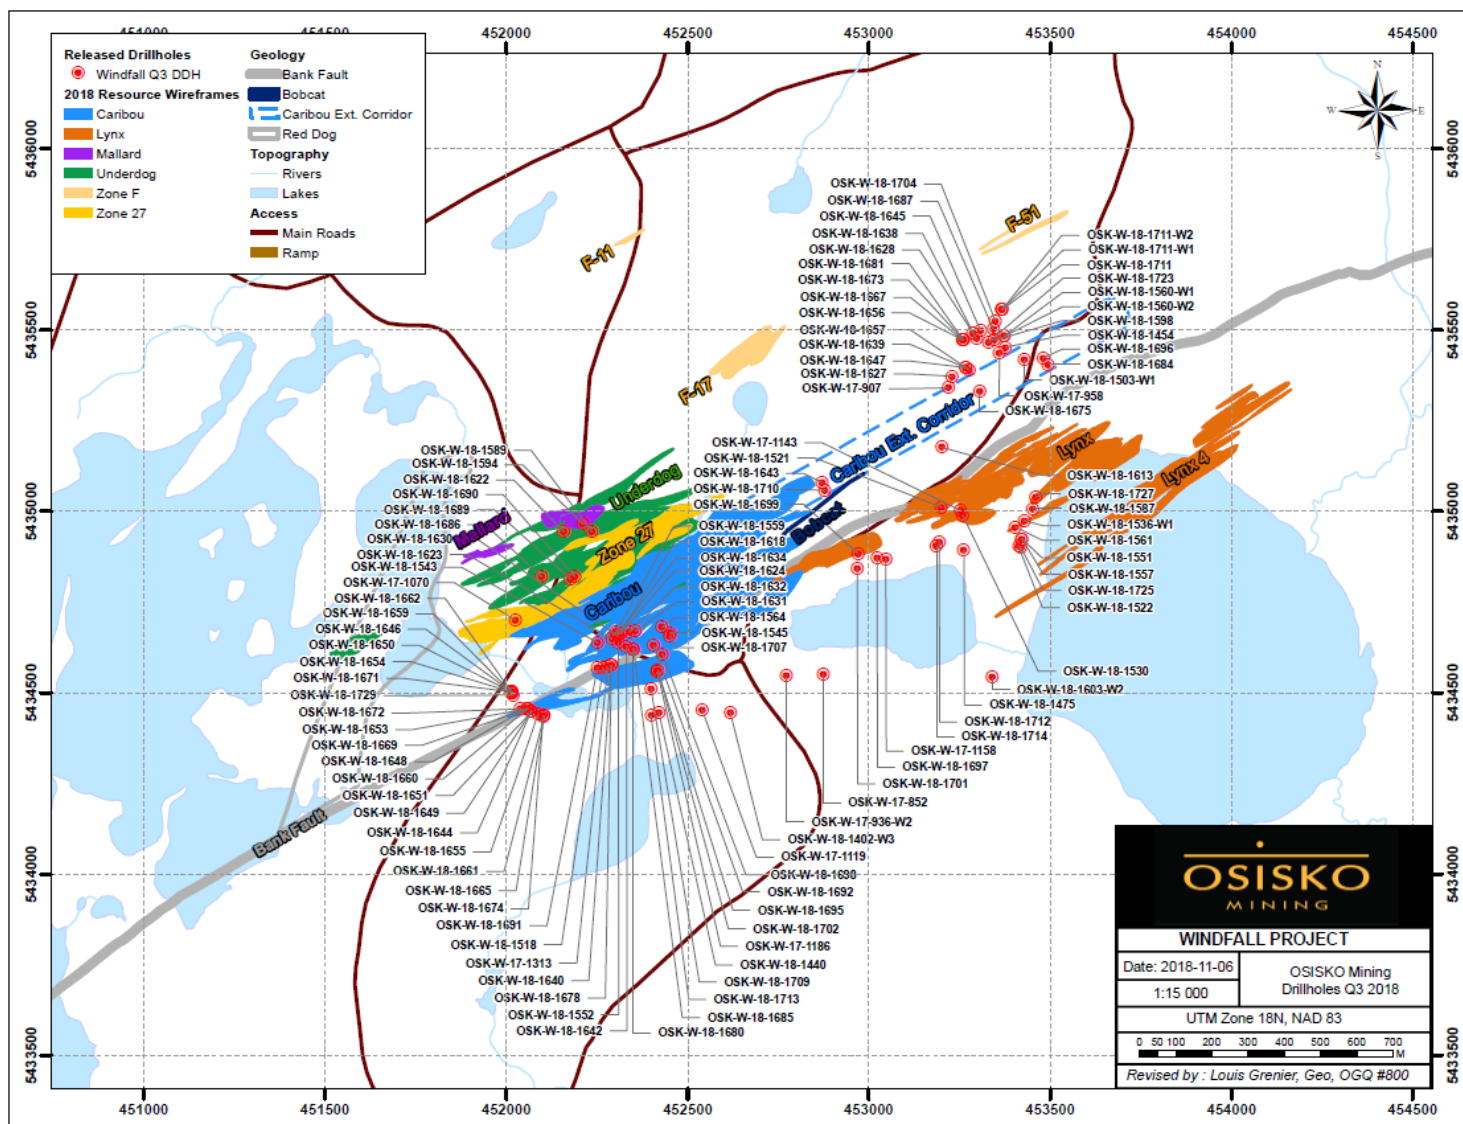 451000
451500
452000
452500
453000
453500
454000
454500
Released Drillholes
Windfall Q3 DDH
2018 Resource Wireframes
Caribou
Lynx
Mallard
Underdog
Zone F
Zone 27
Geology
Bank Fault
Bobcat
Caribou Ext. Corridor
Red Dog
Topography
Rivers
Lakes
Access
Main Roads
Ramp
N
W
E
S
5436000
5435500
5435000
5434500
5434000
5433500
5436000
5435500
5435000
5434500
5434000
5433500
OSK-W-18-1704
OSK-W-18-1687
OSK-W-18-1645
OSK-W-18-1638
OSK-W-18-1628
OSK-W-18-1681
OSK-W-18-1673
OSK-W-18-1667
OSK-W-18-1656
OSK-W-18-1657
OSK-W-18-1639
OSK-W-18-1647
OSK-W-18-1627
OSK-W-17-907
OSK-W-18-1711-W2
OSK-W-18-1711-W1
OSK-W-18-1711
OSK-W-18-1723
OSK-W-18-1560-W1
OSK-W-18-1560-W2
OSK-W-18-1598
OSK-W-18-1454
OSK-W-18-1696
OSK-W-18-1684
OSK-W-18-1503-W1
OSK-W-17-958
OSK-W-18-1675
F-51
F-11
F-17
OSK-W-17-1143
OSK-W-18-1521
OSK-W-18-1643
OSK-W-18-1710
OSK-W-18-1699
Caribou Ext. Corridor
Bobcat
Lynx
Lynx 4
OSK-W-18-1613
OSK-W-18-1727
OSK-W-18-1587
OSK-W-18-1536-W1
OSK-W-18-1561
OSK-W-18-1551
OSK-W-18-1557
OSK-W-18-1725
OSK-W-18-1522
OSK-W-18-1530
OSK-W-18-1603-W2
OSK-W-18-1475
OSK-W-18-1712
OSK-W-18-1714
OSK-W-17-1158
OSK-W-18-1697
OSK-W-18-1701
OSK-W-17-852
OSK-W-17-936-W2
OSK-W-18-1402-W3
OSK-W-17-1119
OSK-W-18-1698
OSK-W-18-1692
OSK-W-18-1695
OSK-W-18-1702
OSK-W-17-1186
OSK-W-18-1440
OSK-W-18-1709
OSK-W-18-1713
OSK-W-18-1685
OSK-W-18-1680
OSK-W-18-1589
OSK-W-18-1594
OSK-W-18-1622
OSK-W-18-1690
OSK-W-18-1689
OSK-W-18-1686
OSK-W-18-1630
OSK-W-18-1623
OSK-W-18-1543
OSK-W-17-1070
OSK-W-18-1662
OSK-W-18-1659
OSK-W-18-1646
OSK-W-18-1650
OSK-W-18-1654
OSK-W-18-1671
OSK-W-18-1729
OSK-W-18-1672
OSK-W-18-1653
OSK-W-18-1669
OSK-W-18-1648
OSK-W-18-1660
OSK-W-18-1651
OSK-W-18-1649
OSK-W-18-1644
OSK-W-18-1655
OSK-W-18-1661
OSK-W-18-1665
OSK-W-18-1674
OSK-W-18-1691
OSK-W-18-1518
OSK-W-17-1313
OSK-W-18-1640
OSK-W-18-1678
OSK-W-18-1552
OSK-W-18-1642
Underdog
Mallard
Zone 27
Caribou
Bank Fault
OSK-W-18-1559
OSK-W-18-1618
OSK-W-18-1634
OSK-W-18-1624
OSK-W-18-1632
OSK-W-18-1631
OSK-W-18-1564
OSK-W-18-1545
OSK-W-18-1707
OSISKO
MINING
WINDFALL PROJECT
Date: 2018-11-06
1:15 000
OSISKO Mining
Drillholes Q3 2018
UTM Zone 18N, NAD 83
0 50 100 200 300 400 500 600 700
M
Revised by : Louis Grenier, Geo, OGQ #800
451000
451500
452000
452500
453000
453500
454000
454500